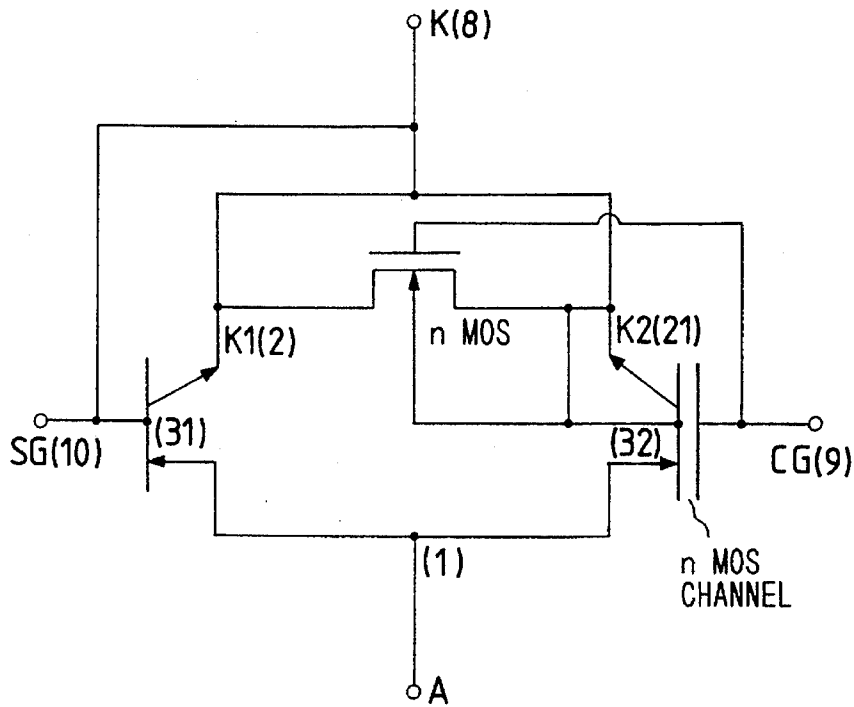 K(8)
n MOS
K1(2)
K2(21)
(31)
(32)
SG(10)
CG(9)
(1)
n MOS
CHANNEL
A